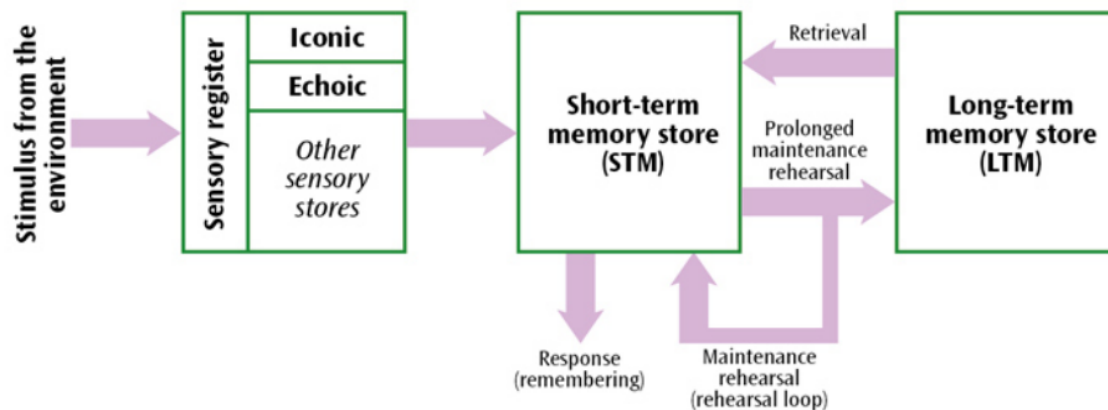 Stimulus from the
environment
Sensory register
Iconic
Echoic
Other
sensory
stores
Short-term
memory store
(STM)
Retrieval
Prolonged
maintenance
rehearsal
Long-term
memory store
(LTM)
Response
(remembering)
Maintenance
rehearsal
(rehearsal loop)